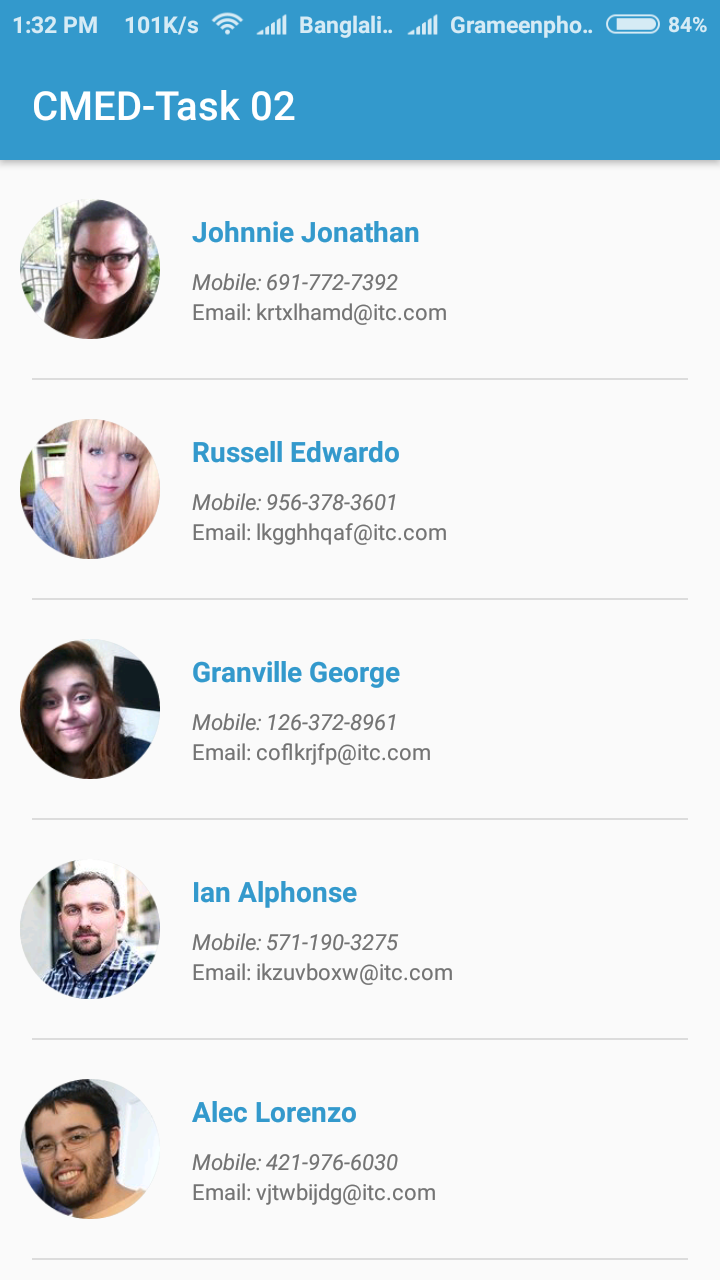 1:32 PM 101K/s Banglali.. Grameenpho.. 84%
CMED-Task 02
Johnnie Jonathan
Mobile: 691-772-7392
Email: krtxlhamd@itc.com
Russell Edwardo
Mobile: 956-378-3601
Email: lkgghhqaf@itc.com
Granville George
Mobile: 126-372-8961
Email: coflkrjfp@itc.com
Ian Alphonse
Mobile: 571-190-3275
Email: ikzuvboxw@itc.com
Alec Lorenzo
Mobile: 421-976-6030
Email: vjtwbijdg@itc.com